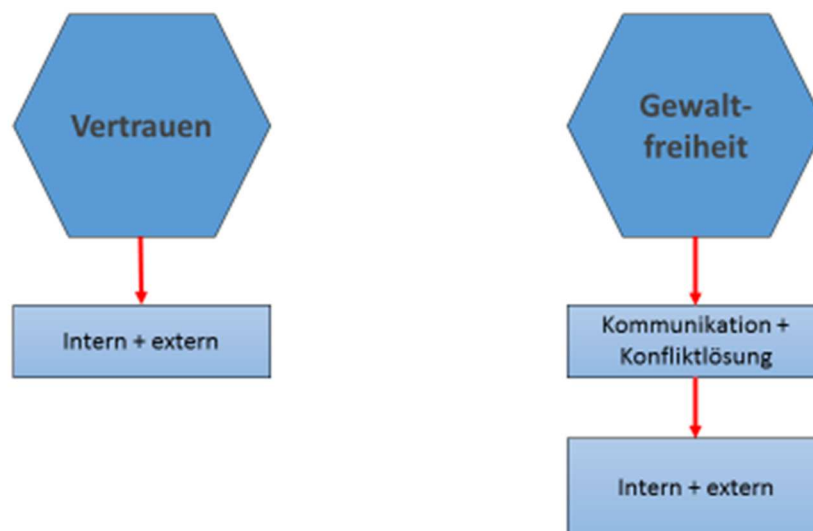 Vertrauen
Intern + extern
Gewalt-
freiheit
Kommunikation +
Konfliktlösung
Intern + extern